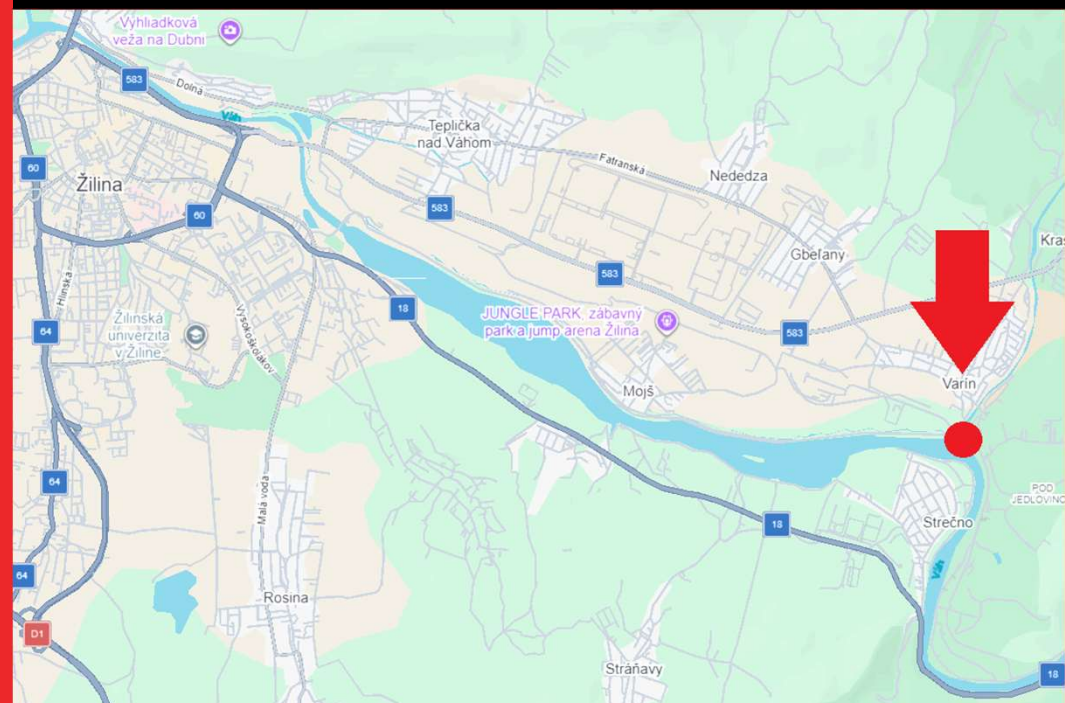 Vyhliadková
veža na Dubni
583
Dolná
Váh
Teplička
nad Váhom
Fatranská
Nededza
60
Žilina
60
583
Gbeľany
Kras
583
Hlinská
18
JUNGLE PARK, zábavný
park a jump arena Žilina
583
64
Žilinská
univerzita
v Žiline
Vysokoškolákov
Mojš
Varín
64
Malá voda
POD
JEDLOVINO
18
Strečno
Váh
64
Rosina
D1
Stráňavy
18